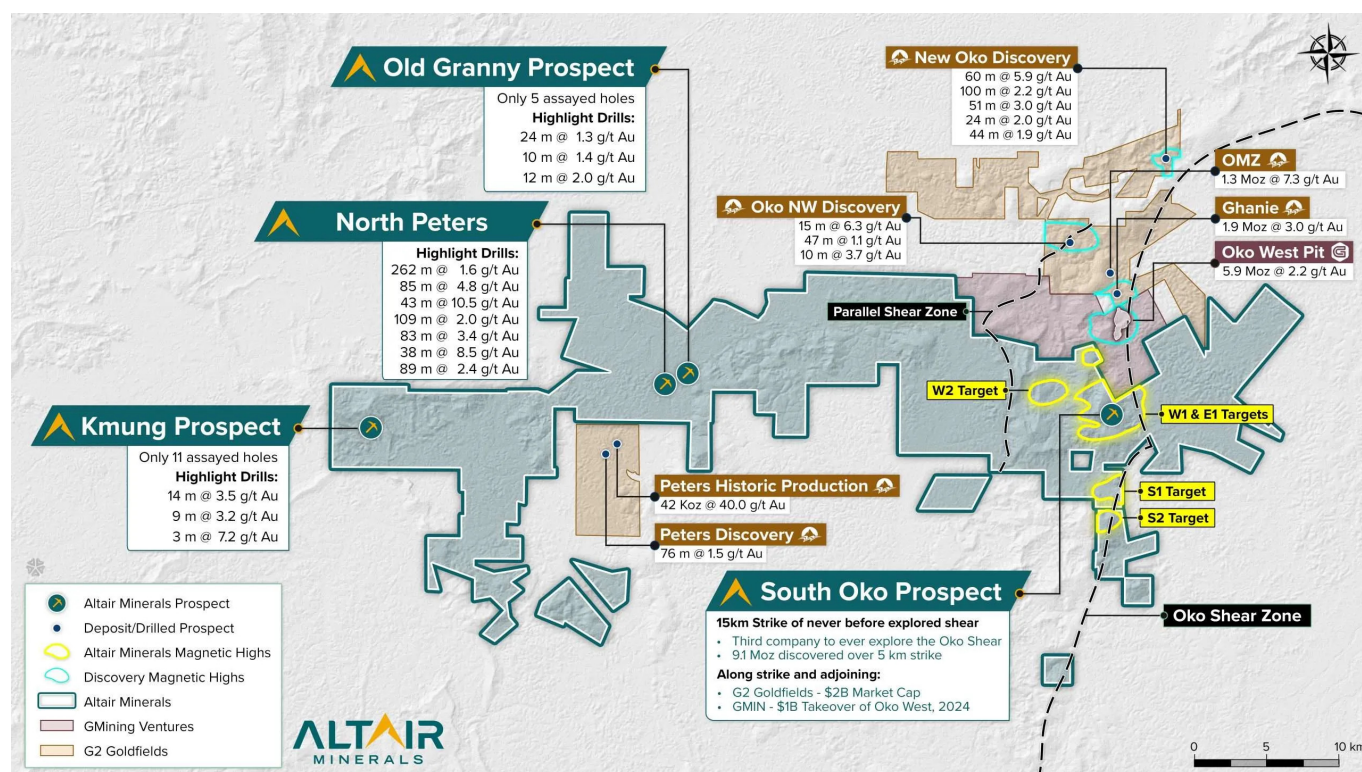 Old Granny Prospect
Only 5 assayed holes
Highlight Drills:
24 m @ 1.3 g/t Au
10 m @ 1.4 g/t Au
12 m @ 2.0 g/t Au
New Oko Discovery
60 m @ 5.9 g/t Au
100 m @ 2.2 g/t Au
51 m @ 3.0 g/t Au
24 m @ 2.0 g/t Au
44 m @ 1.9 g/t Au
OMZ
1.3 Moz @ 7.3 g/t Au
Ghanie
1.9 Moz @ 3.0 g/t Au
Oko West Pit
5.9 Moz @ 2.2 g/t Au
Oko NW Discovery
15 m @ 6.3 g/t Au
47 m @ 1.1 g/t Au
10 m @ 3.7 g/t Au
North Peters
Highlight Drills:
262 m @ 1.6 g/t Au
85 m @ 4.8 g/t Au
43 m @ 10.5 g/t Au
109 m @ 2.0 g/t Au
83 m @ 3.4 g/t Au
38 m @ 8.5 g/t Au
89 m @ 2.4 g/t Au
Parallel Shear Zone
W2 Target
W1 & E1 Targets
S1 Target
S2 Target
Kmung Prospect
Only 11 assayed holes
Highlight Drills:
14 m @ 3.5 g/t Au
9 m @ 3.2 g/t Au
3 m @ 7.2 g/t Au
Peters Historic Production
42 Koz @ 40.0 g/t Au
Peters Discovery
76 m @ 1.5 g/t Au
South Oko Prospect
15km Strike of never before explored shear
• Third company to ever explore the Oko Shear
• 9.1 Moz discovered over 5 km strike
Along strike and adjoining:
• G2 Goldfields - $2B Market Cap
• GMIN - $1B Takeover of Oko West, 2024
Oko Shear Zone
Altair Minerals Prospect
Deposit/Drilled Prospect
Altair Minerals Magnetic Highs
Discovery Magnetic Highs
Altair Minerals
GMining Ventures
G2 Goldfields
ALTAIR
MINERALS
0 5 10 km